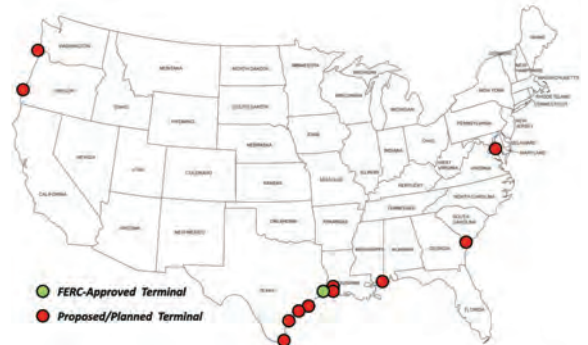 MAINE
WASHINGTON
MONTANA
NORTH DAKOTA
MINNESOTA
VERMONT
NEW HAMPSHIRE
MASSACHUSETTS
OREGON
IDAHO
SOUTH DAKOTA
WISCONSIN
MICHIGAN
MICHIGAN
NEW YORK
RHODE ISLAND
CONNECTICUT
WYOMING
IOWA
PENNSYLVANIA
NEW JERSEY
NEBRASKA
NEVADA
UTAH
COLORADO
ILLINOIS
INDIANA
OHIO
DELAWARE
MARYLAND
WEST VIRGINIA
VIRGINIA
CALIFORNIA
KANSAS
MISSOURI
KENTUCKY
NORTH CAROLINA
TENNESSEE
ARIZONA
NEW MEXICO
OKLAHOMA
ARKANSAS
SOUTH CAROLINA
MISSISSIPPI
ALABAMA
GEORGIA
TEXAS
FLORIDA
FERC-Approved Terminal
Proposed/Planned Terminal